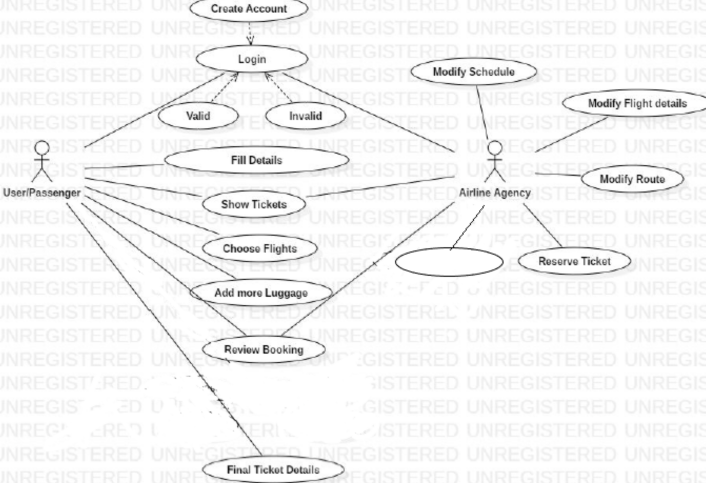 Create Account
Login
Modify Schedule
Modify Flight details
Valid
Invalid
Fill Details
User/Passenger
Airline Agency
Modify Route
Show Tickets
Choose Flights
Reserve Ticket
Add more Luggage
Review Booking
Final Ticket Details
UNREGISTERED